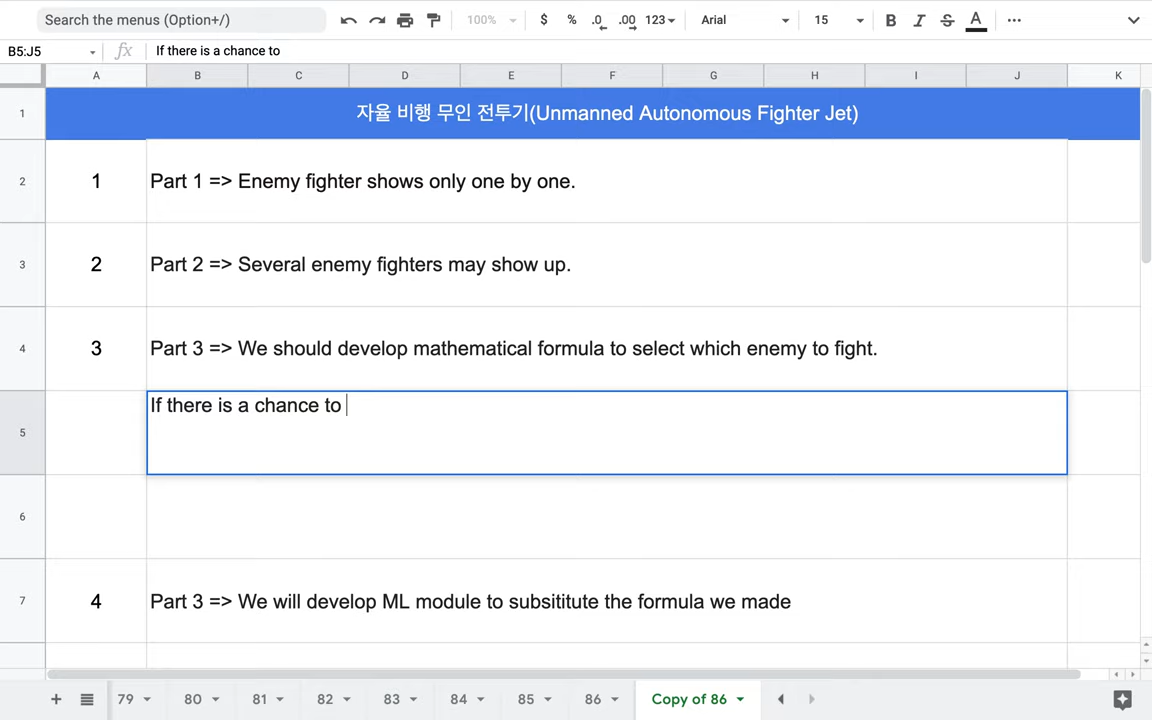 Search the menus (Option+/)
100%
$ % .0 .00 123
Arial
15
B I S A
B5:J5
fx
If there is a chance to
A B C D E F G H I J K
1
자율 비행 무인 전투기(Unmanned Autonomous Fighter Jet)
2
1
Part 1 => Enemy fighter shows only one by one.
3
2
Part 2 => Several enemy fighters may show up.
4
3
Part 3 => We should develop mathematical formula to select which enemy to fight.
5
If there is a chance to
6
7
4
Part 3 => We will develop ML module to subsititute the formula we made
79 80 81 82 83 84 85 86 Copy of 86